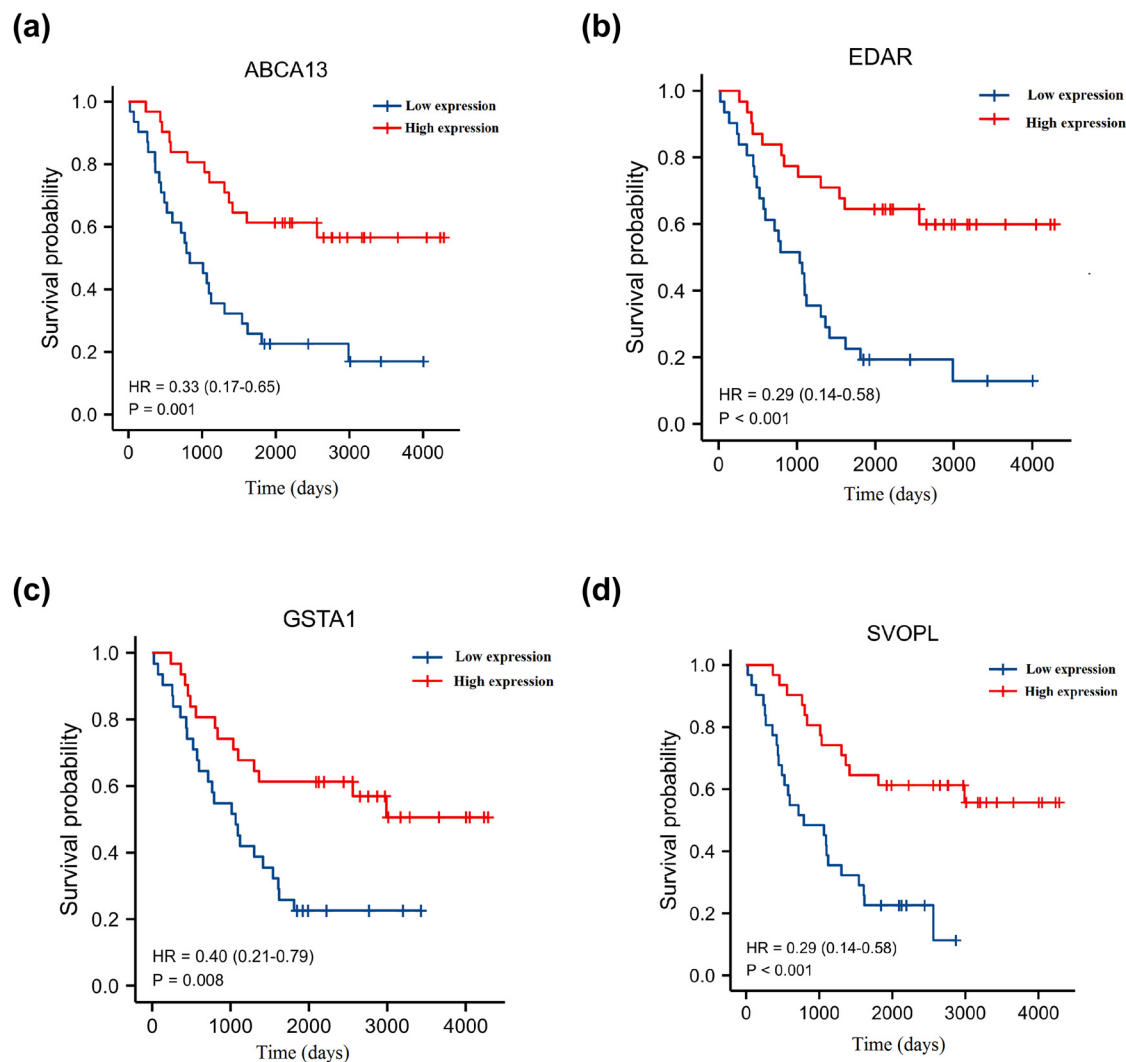 (a)
ABCA13
Low expression
High expression
Survival probability
1.0
0.8
0.6
0.4
0.2
0.0
HR = 0.33 (0.17-0.65)
P = 0.001
0 1000 2000 3000 4000
Time (days)
(b)
EDAR
Low expression
High expression
Survival probability
1.0
0.8
0.6
0.4
0.2
0.0
HR = 0.29 (0.14-0.58)
P < 0.001
0 1000 2000 3000 4000
Time (days)
(c)
GSTA1
Low expression
High expression
Survival probability
1.0
0.8
0.6
0.4
0.2
0.0
HR = 0.40 (0.21-0.79)
P = 0.008
0 1000 2000 3000 4000
Time (days)
(d)
SVOPL
Low expression
High expression
Survival probability
1.0
0.8
0.6
0.4
0.2
0.0
HR = 0.29 (0.14-0.58)
P < 0.001
0 1000 2000 3000 4000
Time (days)